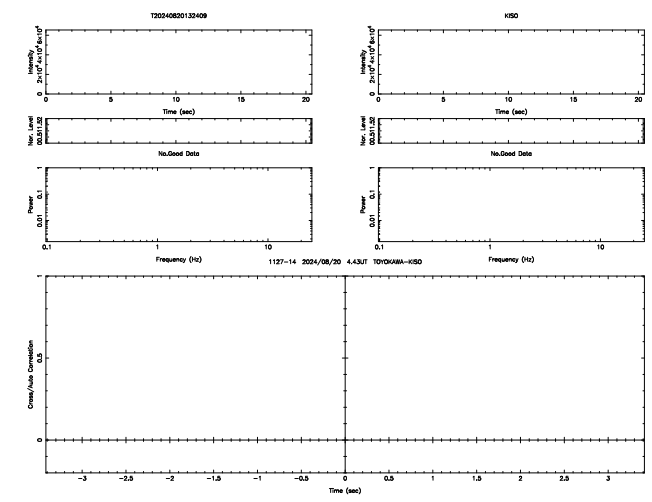 T20240820132409
KISO
Intensity
0 2×10⁴ 4×10⁴ 6×10⁴
0 5 10 15 20
Time (sec)
Intensity
0 2×10⁴ 4×10⁴ 6×10⁴
0 5 10 15 20
Time (sec)
Nor. Level
00.511.52
Nor. Level
00.511.52
No.Good Data
No.Good Data
Power
1
0.1
0.01
0.1 1 10
Frequency (Hz)
Power
1
0.1
0.01
0.1 1 10
Frequency (Hz)
1127-14 2024/08/20 4.43UT TOYOKAWA-KISO
Cross/Auto Correlation
1
0.5
0
-3 -2.5 -2 -1.5 -1 -0.5 0 0.5 1 1.5 2 2.5 3
Time (sec)